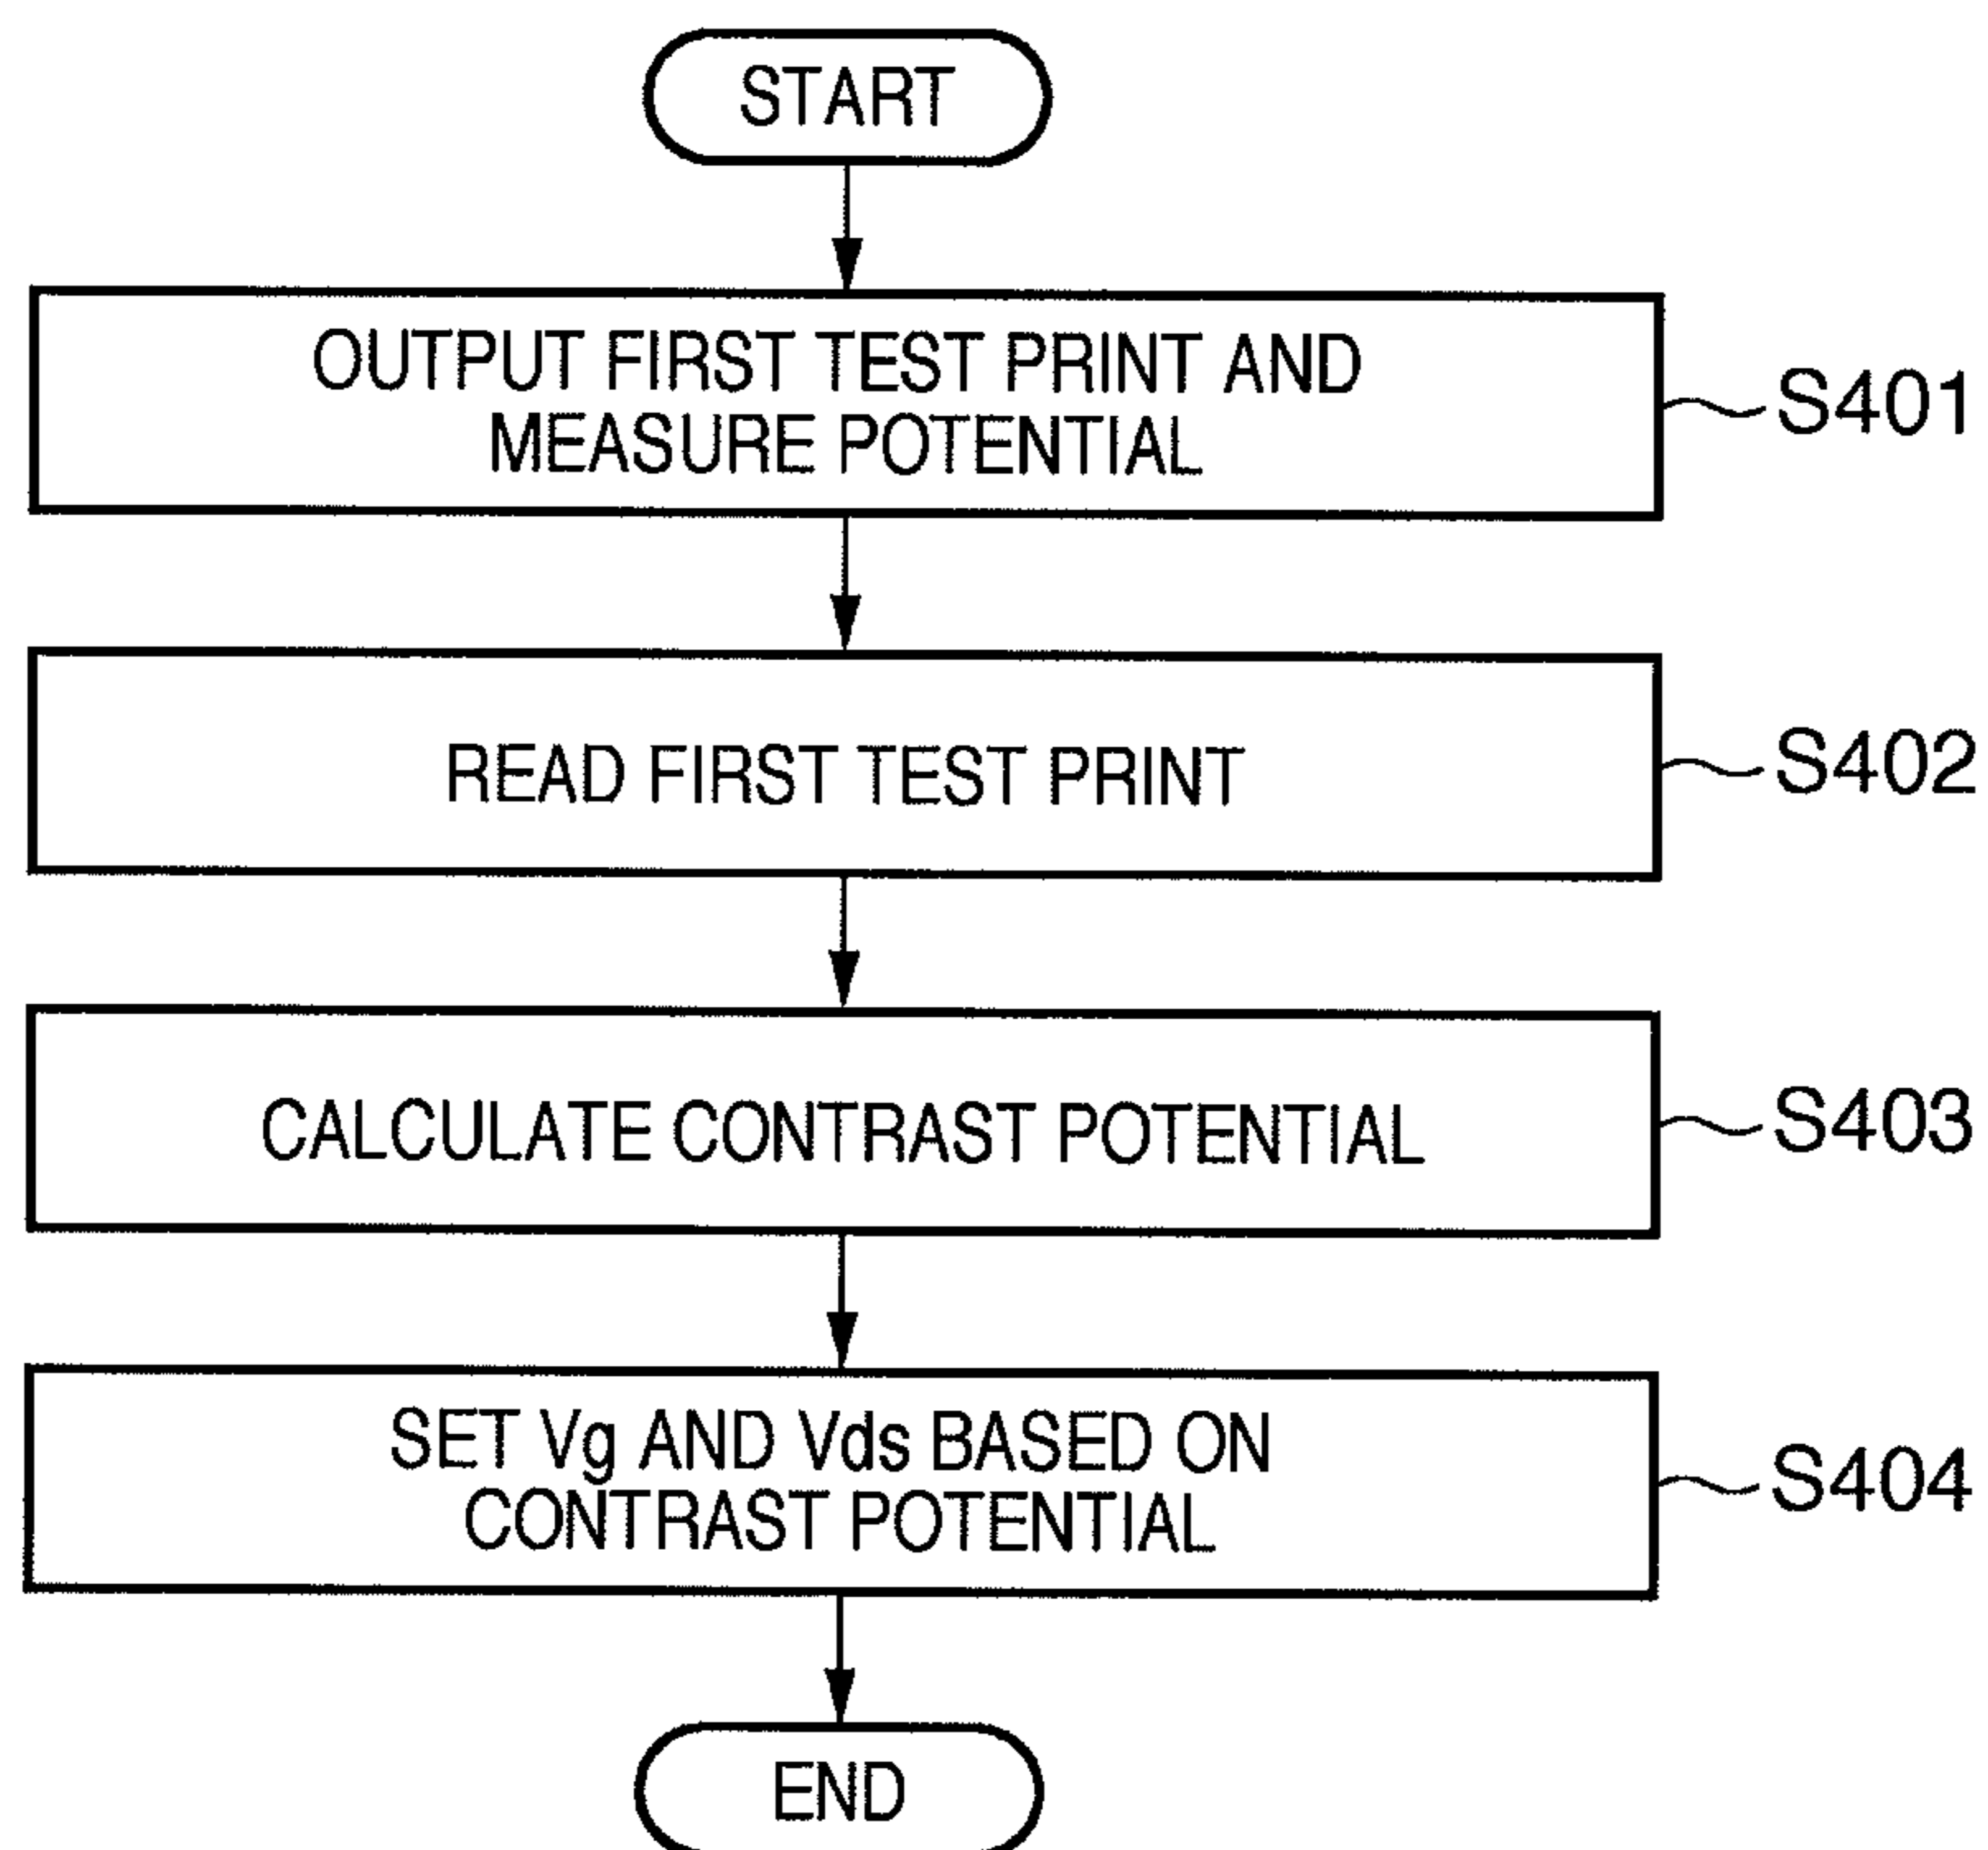 START
OUTPUT FIRST TEST PRINT AND
MEASURE POTENTIAL
S401
READ FIRST TEST PRINT
S402
CALCULATE CONTRAST POTENTIAL
S403
SET Vg AND Vds BASED ON
CONTRAST POTENTIAL
S404
END